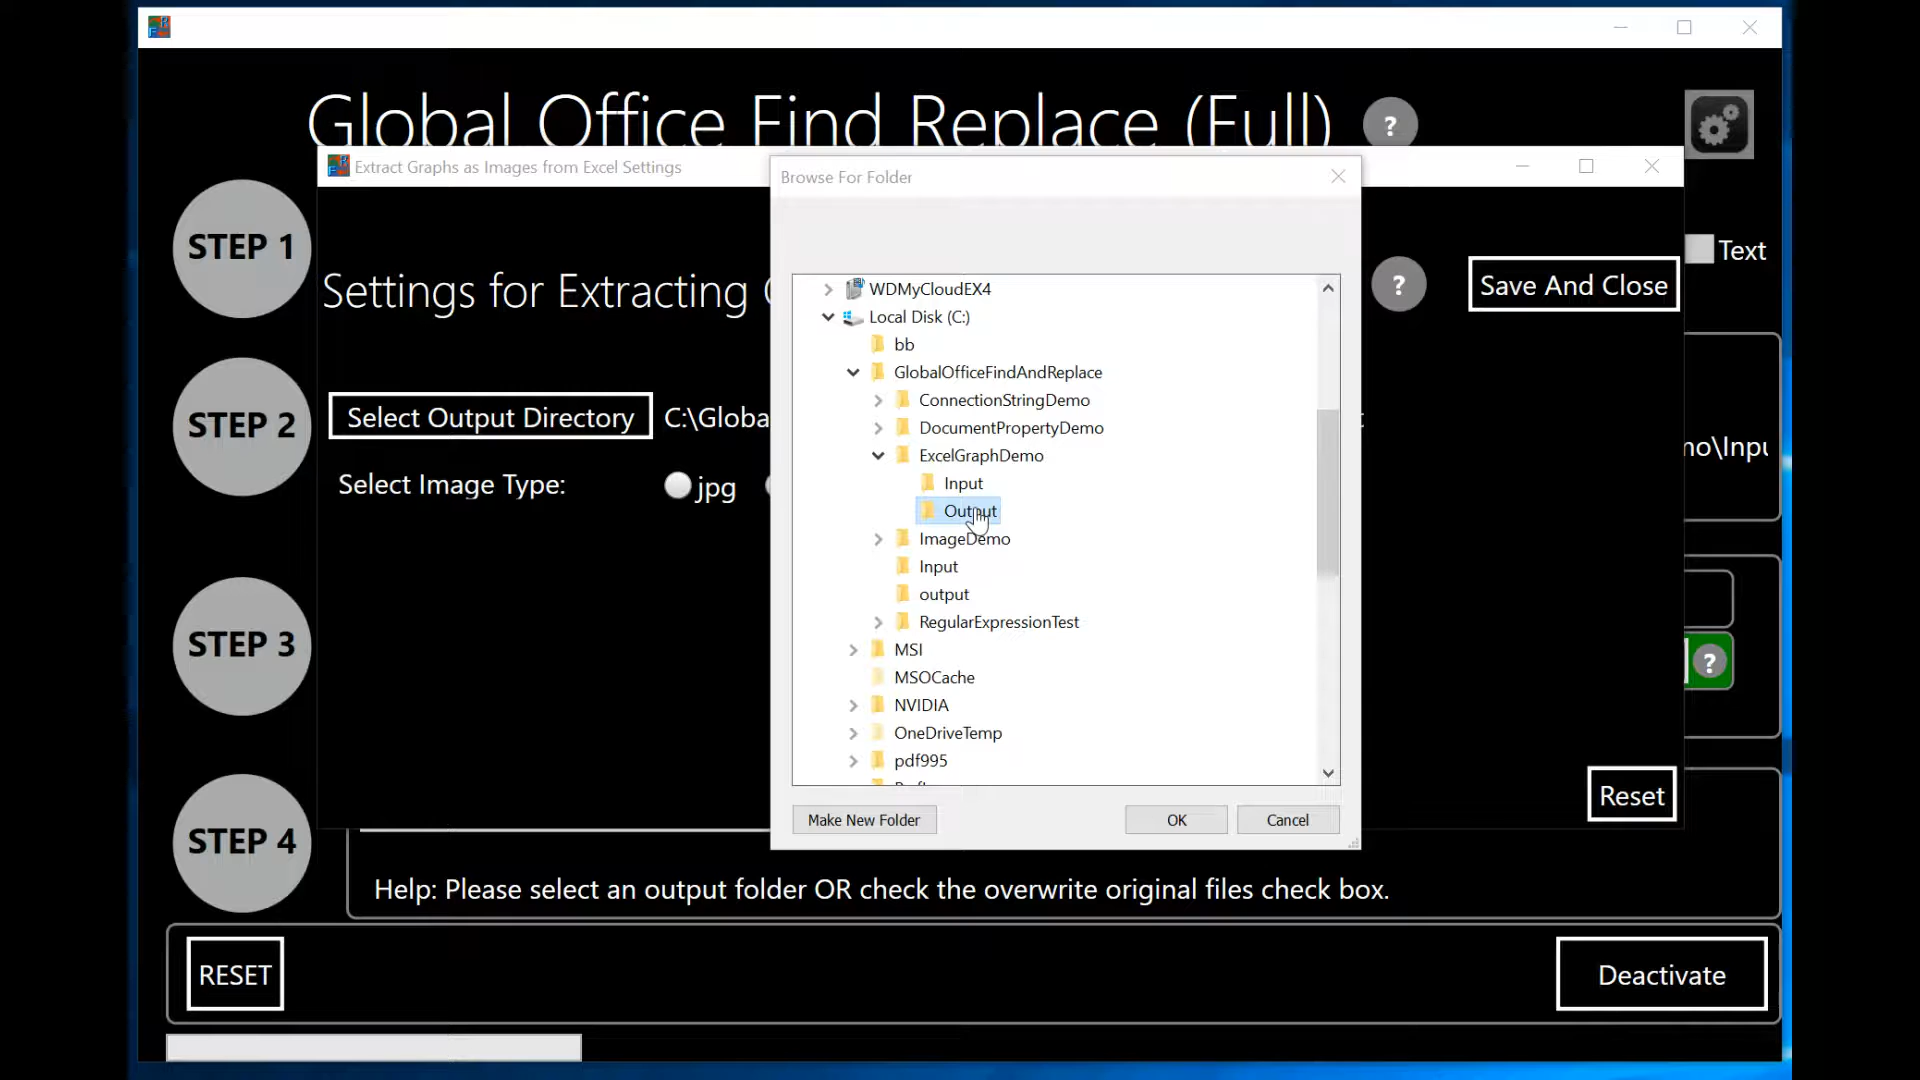 Global Office Find Replace (Full)
?
Extract Graphs as Images from Excel Settings
Browse For Folder
STEP 1
Text
Settings for Extracting
?
Save And Close
WDMyCloudEX4
Local Disk (C:)
bb
GlobalOfficeFindAndReplace
STEP 2
Select Output Directory
C:\Globa
ConnectionStringDemo
DocumentPropertyDemo
ExcelGraphDemo
Select Image Type:
jpg
Input
Output
ImageDemo
Input
output
RegularExpressionTest
STEP 3
?
MSI
MSOCache
NVIDIA
OneDriveTemp
pdf995
Reset
Make New Folder
OK
Cancel
STEP 4
Help: Please select an output folder OR check the overwrite original files check box.
RESET
Deactivate